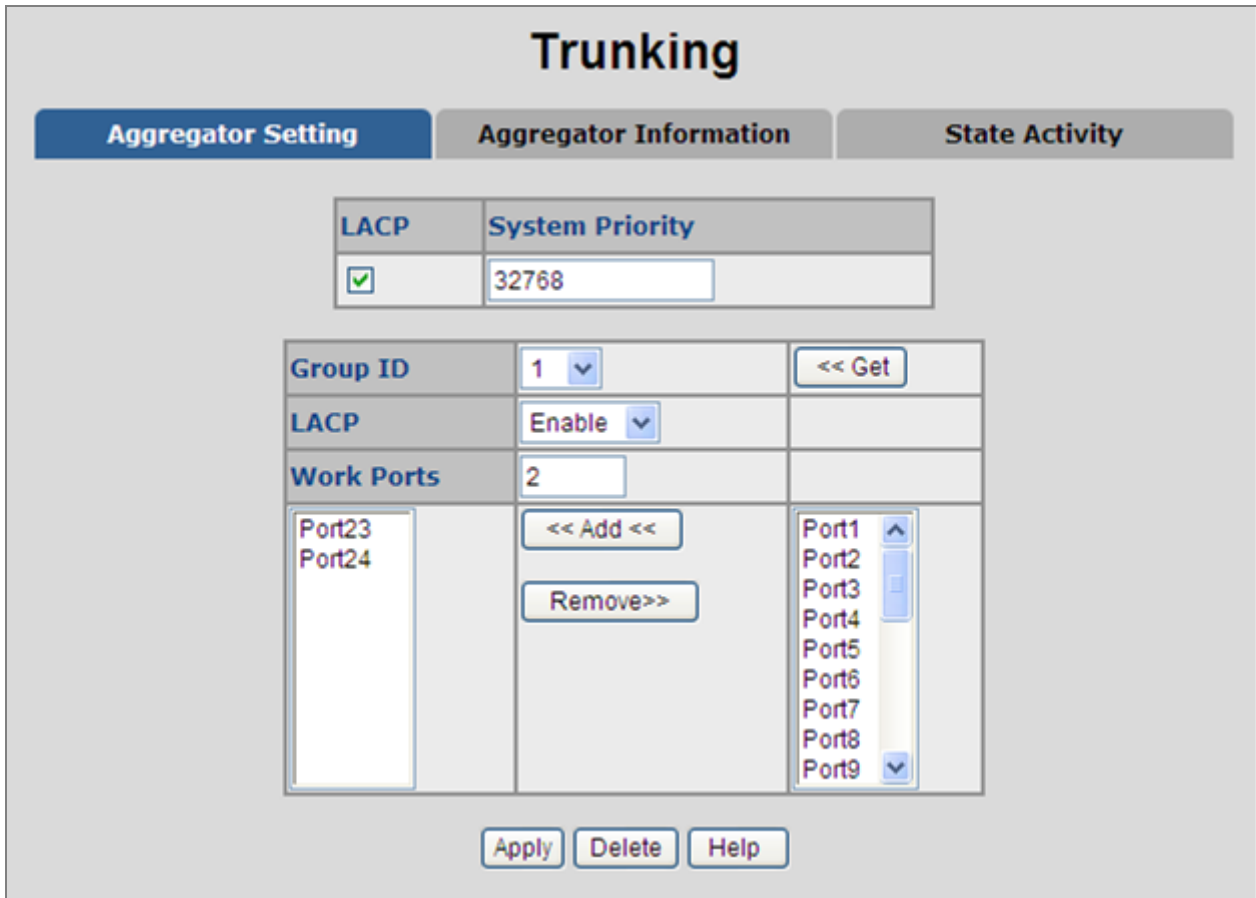 Trunking
Aggregator Setting Aggregator Information State Activity
LACP System Priority
32768
Group ID 1 << Get
LACP Enable
Work Ports 2
Port23 << Add << Port1
Port24 Port2
Remove>> Port3
Port4
Port5
Port6
Port7
Port8
Port9
Apply Delete Help